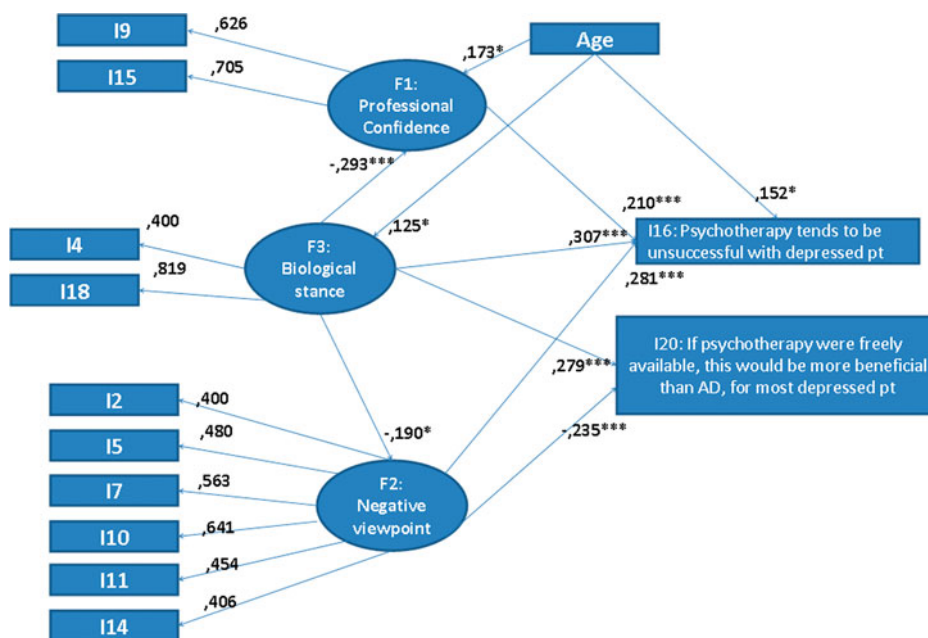 I9
,626
Age
,173*
I15
,705
F1:
Professional
Confidence
-,293***
,210***
,152*
I4
,400
,125*
,307***
I16: Psychotherapy tends to be
unsuccessful with depressed pt
F3:
Biological
stance
I18
,819
,281***
I20: If psychotherapy were freely
available, this would be more beneficial
than AD, for most depressed pt
,279***
I2
,400
-,190*
-,235***
I5
,480
F2:
Negative
viewpoint
I7
,563
I10
,641
I11
,454
I14
,406